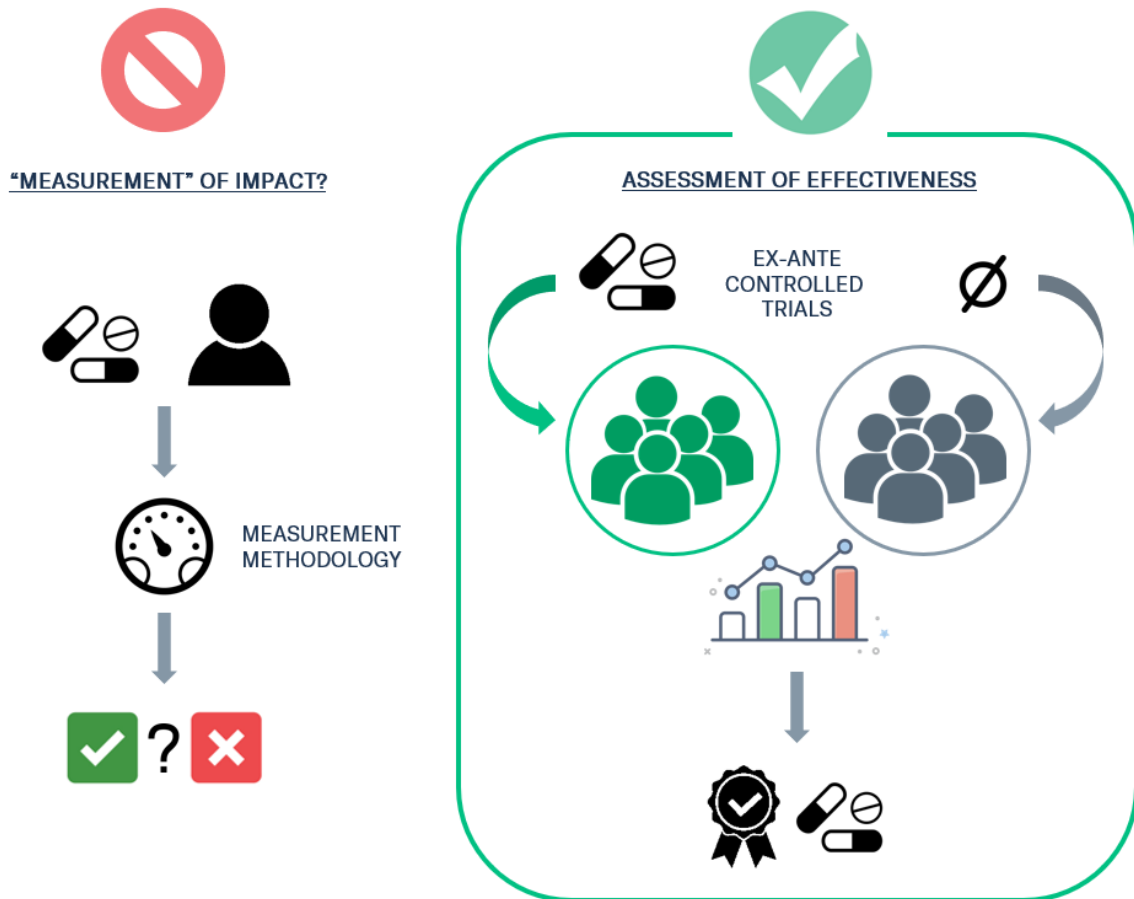 “MEASUREMENT” OF IMPACT?
MEASUREMENT
METHODOLOGY
?
ASSESSMENT OF EFFECTIVENESS
EX-ANTE
CONTROLLED
TRIALS
Ø